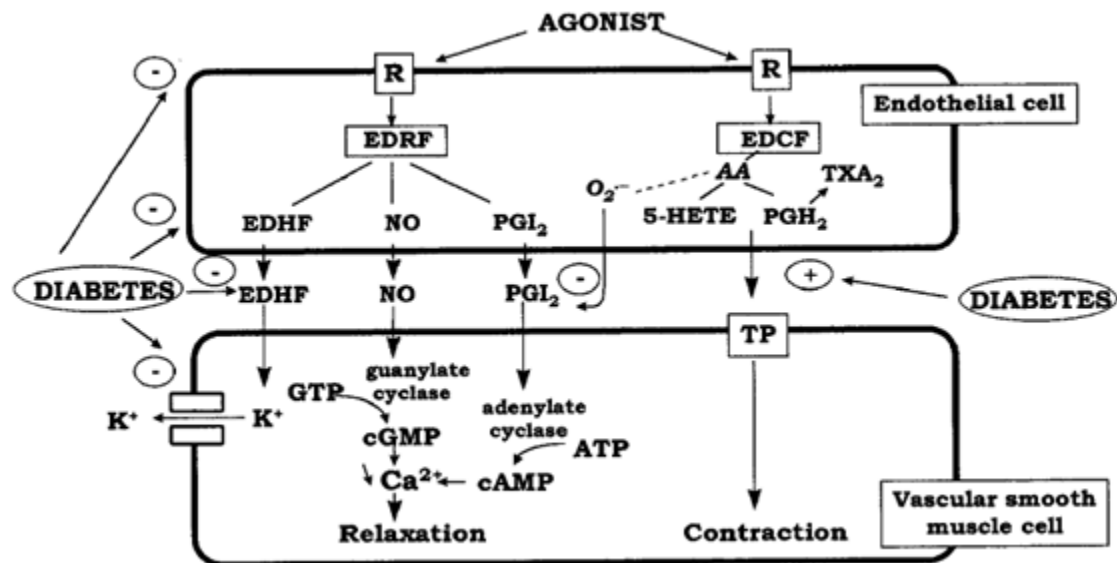 AGONIST
-
R
R
Endothelial cell
EDRF
EDCF
AA
TXA₂
O₂·⁻
5-HETE
PGH₂
-
EDHF
NO
PGI₂
-
-
+
DIABETES
EDHF
NO
PGI₂
DIABETES
TP
-
guanylate
cyclase
GTP
adenylate
cyclase
K⁺
K⁺
cGMP
ATP
Ca²⁺
cAMP
Relaxation
Contraction
Vascular smooth
muscle cell